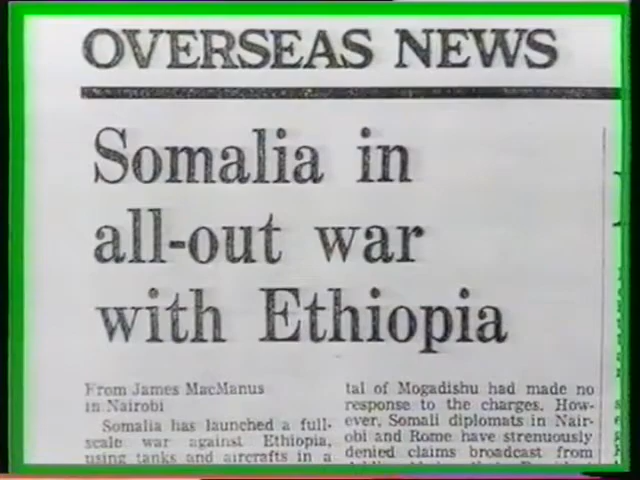 OVERSEAS NEWS
Somalia in
all-out war
with Ethiopia
From James MacManus
in Nairobi
Somalia has launched a full-
scale war against Ethiopia,
using tanks and aircrafts in a
tal of Mogadishu had made no
response to the charges. How-
ever, Somali diplomats in Nair-
obi and Rome have strenuously
denied claims broadcast from